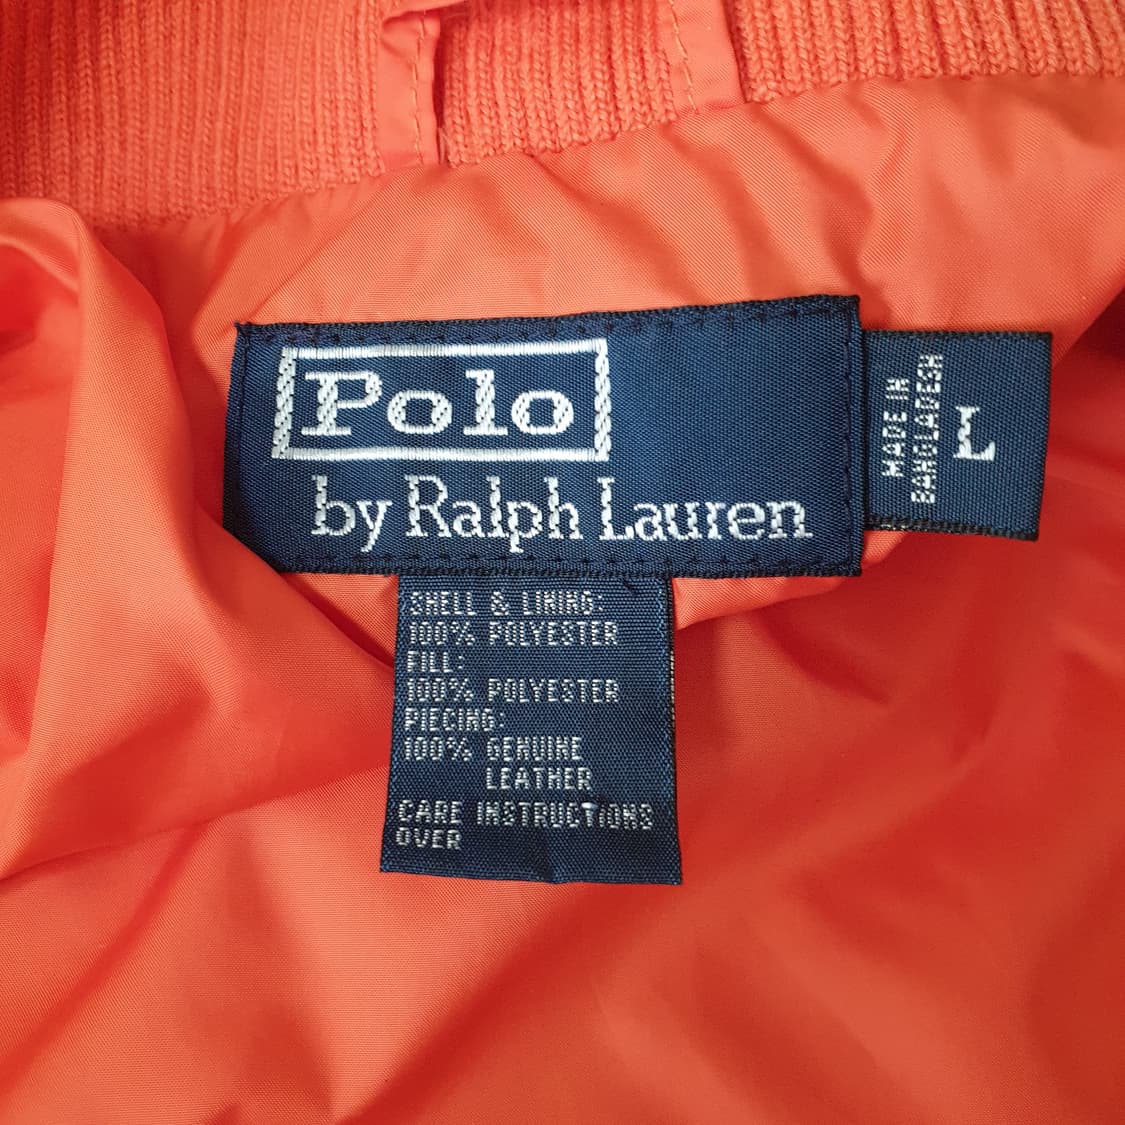 Polo
by Ralph Lauren
MADE IN
BANGLADESH
L
SHELL & LINING:
100% POLYESTER
FILL:
100% POLYESTER
PIECING:
100% GENUINE
LEATHER
CARE INSTRUCTIONS
OVER